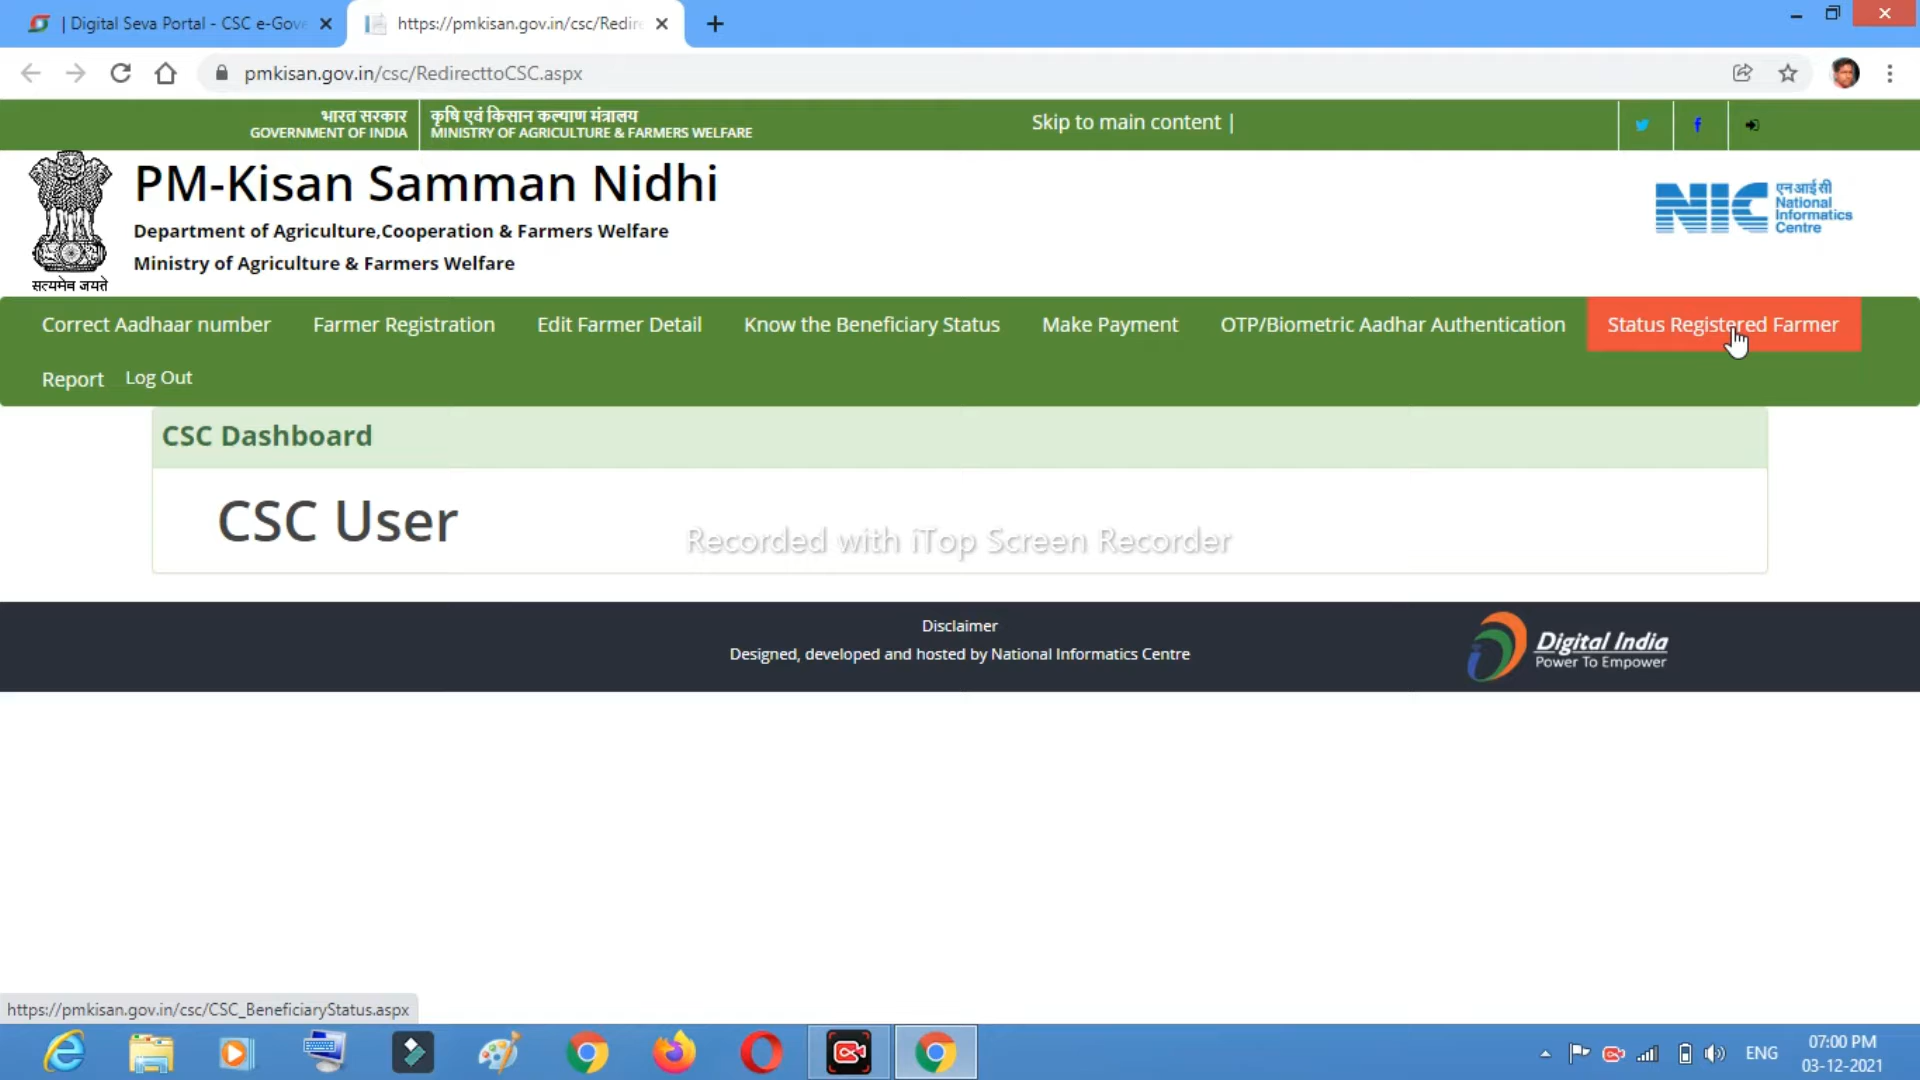 | Digital Seva Portal - CSC e-Gove
https://pmkisan.gov.in/csc/Redire
pmkisan.gov.in/csc/RedirecttoCSC.aspx
भारत सरकार
GOVERNMENT OF INDIA
कृषि एवं किसान कल्याण मंत्रालय
MINISTRY OF AGRICULTURE & FARMERS WELFARE
Skip to main content |
PM-Kisan Samman Nidhi
Department of Agriculture,Cooperation & Farmers Welfare
Ministry of Agriculture & Farmers Welfare
सत्यमेव जयते
NIC
एनआईसी
National
Informatics
Centre
Correct Aadhaar number Farmer Registration Edit Farmer Detail Know the Beneficiary Status Make Payment OTP/Biometric Aadhar Authentication Status Registered Farmer
Report Log Out
CSC Dashboard
CSC User
Recorded with iTop Screen Recorder
Disclaimer
Designed, developed and hosted by National Informatics Centre
Digital India
Power To Empower
https://pmkisan.gov.in/csc/CSC_BeneficiaryStatus.aspx
ENG
07:00 PM
03-12-2021